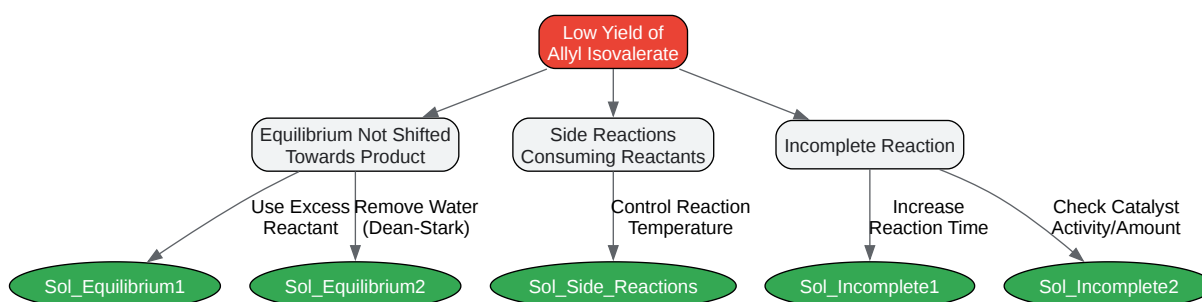 Low Yield of
Allyl Isovalerate
Equilibrium Not Shifted
Towards Product
Side Reactions
Consuming Reactants
Incomplete Reaction
Use Excess
Reactant
Remove Water
(Dean-Stark)
Control Reaction
Temperature
Increase
Reaction Time
Check Catalyst
Activity/Amount
Sol_Equilibrium1
Sol_Equilibrium2
Sol_Side_Reactions
Sol_Incomplete1
Sol_Incomplete2